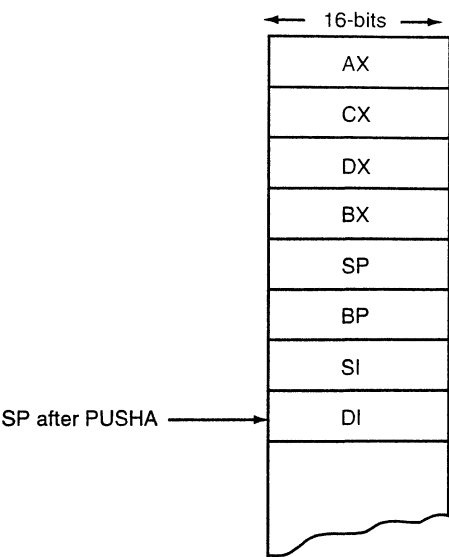 16-bits
AX
CX
DX
BX
SP
BP
SI
SP after PUSHA
DI